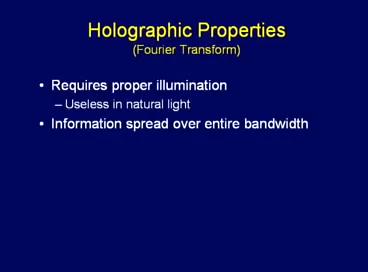 Holographic Properties
(Fourier Transform)
• Requires proper illumination
– Useless in natural light
• Information spread over entire bandwidth